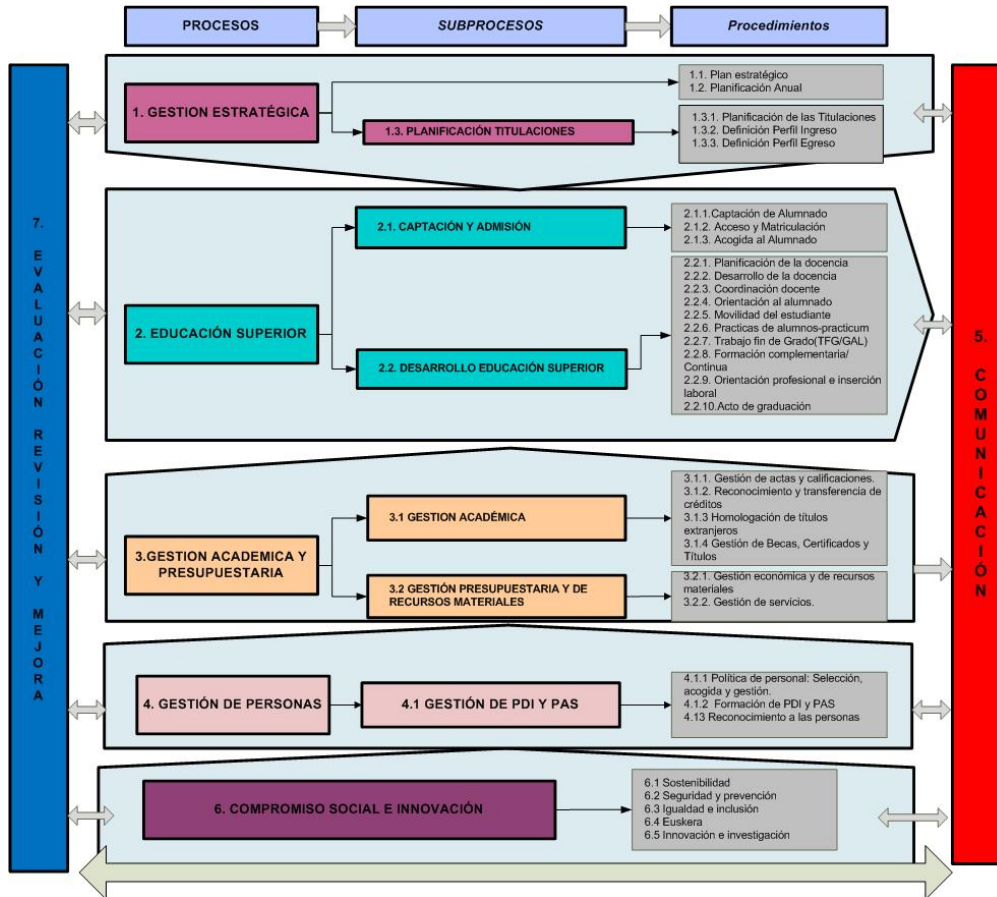 PROCESOS
SUBPROCESOS
Procedimientos
7. EVALUACIÓN REVISIÓN Y MEJORA
1. GESTION ESTRATÉGICA
1.1. Plan estratégico
1.2. Planificación Anual
1.3. PLANIFICACIÓN TITULACIONES
1.3.1. Planificación de las Titulaciones
1.3.2. Definición Perfil Ingreso
1.3.3. Definición Perfil Egreso
2. EDUCACIÓN SUPERIOR
2.1. CAPTACIÓN Y ADMISIÓN
2.1.1.Captación de Alumnado
2.1.2. Acceso y Matriculación
2.1.3. Acogida al Alumnado
2.2. DESARROLLO EDUCACIÓN SUPERIOR
2.2.1. Planificación de la docencia
2.2.2. Desarrollo de la docencia
2.2.3. Coordinación docente
2.2.4. Orientación al alumnado
2.2.5. Movilidad del estudiante
2.2.6. Practicas de alumnos-practicum
2.2.7. Trabajo fin de Grado(TFG/GAL)
2.2.8. Formación complementaria/
Continua
2.2.9. Orientación profesional e inserción
laboral
2.2.10.Acto de graduación
3.GESTION ACADEMICA Y
PRESUPUESTARIA
3.1 GESTION ACADÉMICA
3.1.1. Gestión de actas y calificaciones.
3.1.2. Reconocimiento y transferencia de
créditos
3.1.3 Homologación de títulos
extranjeros
3.1.4 Gestión de Becas, Certificados y
Títulos
3.2 GESTIÓN PRESUPUESTARIA Y DE
RECURSOS MATERIALES
3.2.1. Gestión económica y de recursos
materiales
3.2.2. Gestión de servicios.
4. GESTIÓN DE PERSONAS
4.1 GESTIÓN DE PDI Y PAS
4.1.1 Política de personal: Selección,
acogida y gestión.
4.1.2 Formación de PDI y PAS
4.13 Reconocimiento a las personas
6. COMPROMISO SOCIAL E INNOVACIÓN
6.1 Sostenibilidad
6.2 Seguridad y prevención
6.3 Igualdad e inclusión
6.4 Euskera
6.5 Innovación e investigación
5. COMUNICACIÓN